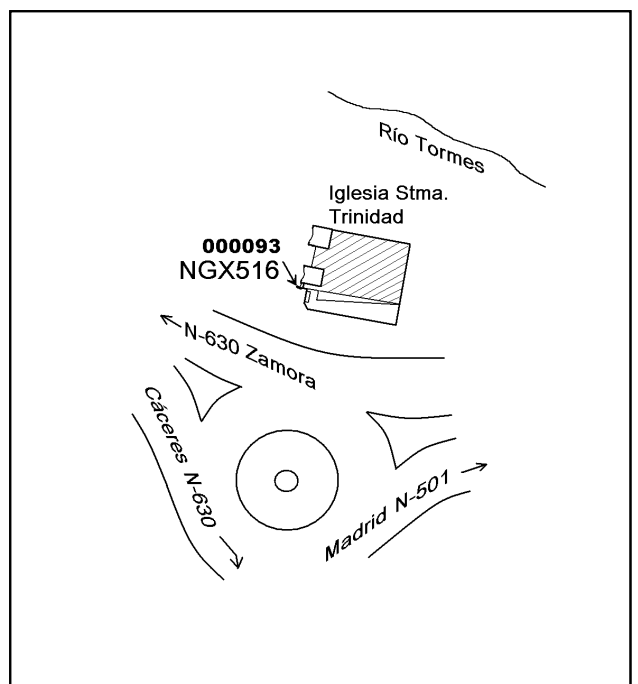 Río Tormes
Iglesia Stma.
Trinidad
000093
NGX516
N-630 Zamora
Cáceres N-630
Madrid N-501